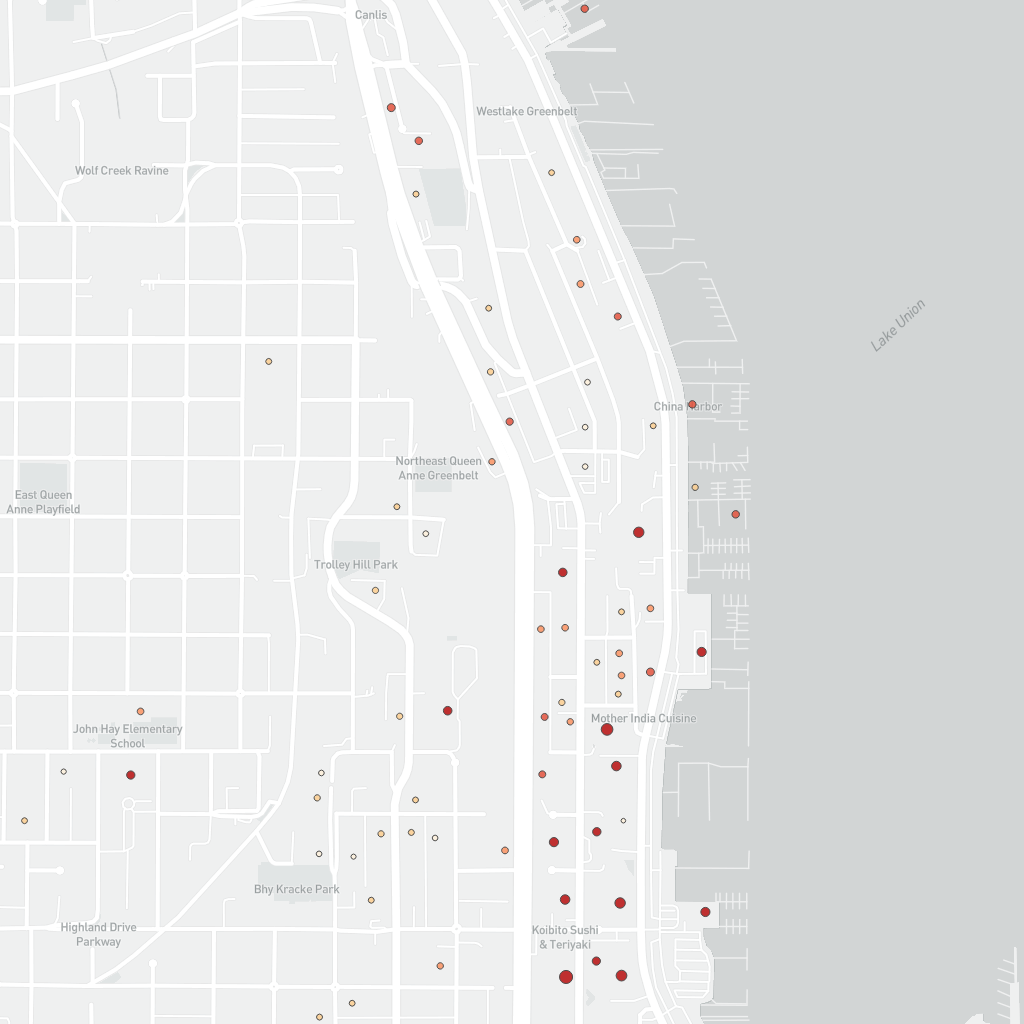 Canlis
Westlake Greenbelt
Wolf Creek Ravine
Lake Union
China Harbor
Northeast Queen
Anne Greenbelt
East Queen
Anne Playfield
Trolley Hill Park
Mother India Cuisine
John Hay Elementary
School
Bhy Kracke Park
Highland Drive
Parkway
Koibito Sushi
& Teriyaki